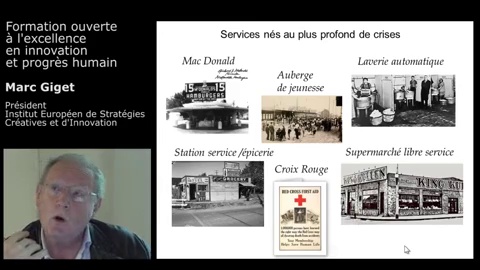 Formation ouverte
à l'excellence
en innovation
et progrès humain
Marc Giget
Président
Institut Européen de Stratégies
Créatives et d'Innovation
Services nés au plus profond de crises
Mac Donald
Auberge
de jeunesse
Laverie automatique
15
15
HAMBURGERS
Station service /épicerie
Croix Rouge
Supermarché libre service
GROCERY
RED CROSS FIRST AID
KING KU